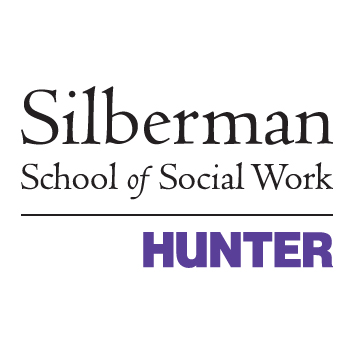 Silberman
School of Social Work
HUNTER